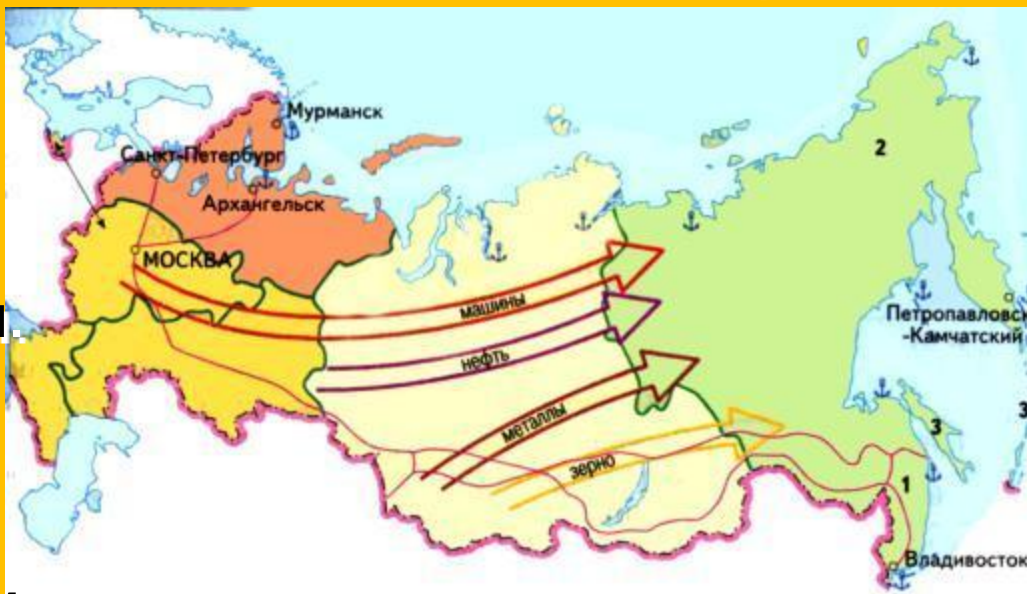 Мурманск
Санкт-Петербург
Архангельск
МОСКВА
2
машины
нефть
металлы
зерно
Петропавловск
-Камчатский
3
3
1
Владивосток